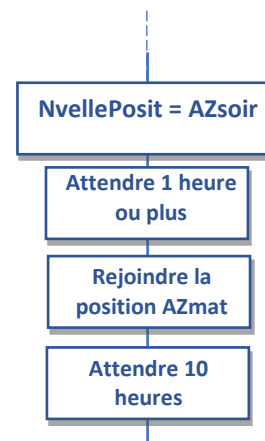 NvellePosit = AZsoir
Attendre 1 heure
ou plus
Rejoindre la
position AZmat
Attendre 10
heures